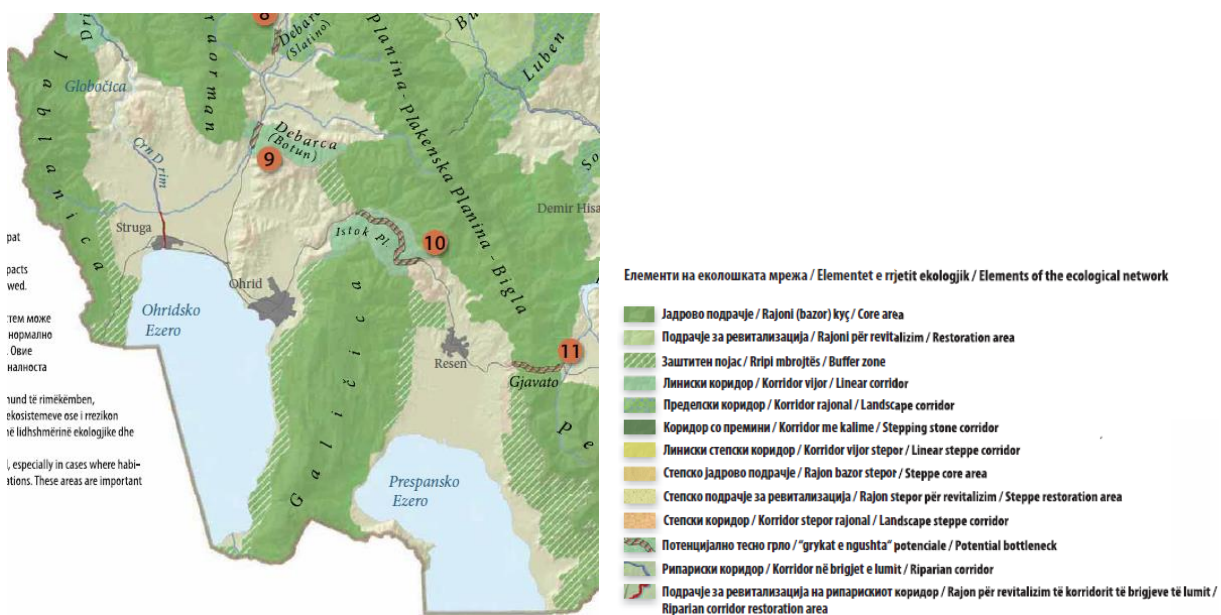 8
Debarca
(Slatino)
Dri
Globočica
Crn Drim
Jablanica
raorman
Planina - Plakenska Planina - Bigla
Bu
Luben
Debarca
(Botun)
9
So
Demir Hisa
Struga
Istok Pl.
10
Ohrid
Ohridsko
Ezero
Galičica
Resen
11
Gjavato
Pe
Prespansko
Ezero
pat
pacts
wed.
тем може
нормално
. Овие
налноста
nund të rimëkëmben,
ekosistemeve ose i rrezikon
në lidhshmërinë ekologjike dhe
l, especially in cases where habi-
ations. These areas are important
Елементи на еколошката мрежа / Elementet e rrjetit ekologjik / Elements of the ecological network
Јадрово подрачје / Rajoni (bazor) kyç / Core area
Подрачје за ревитализација / Rajoni për revitalizim / Restoration area
Заштитен појас / Rripi mbrojtës / Buffer zone
Линиски коридор / Korridor vijor / Linear corridor
Пределски коридор / Korridor rajonal / Landscape corridor
Коридор со премини / Korridor me kalime / Stepping stone corridor
Линиски степски коридор / Korridor vijor stepor / Linear steppe corridor
Степско јадрово подрачје / Rajon bazor stepor / Steppe core area
Степско подрачје за ревитализација / Rajon stepor për revitalizim / Steppe restoration area
Степски коридор / Korridor stepor rajonal / Landscape steppe corridor
Потенцијално тесно грло / "grykat e ngushta" potenciale / Potential bottleneck
Рипариски коридор / Korridor në brigjet e lumit / Riparian corridor
Подрачје за ревитализација на рипарискиот коридор / Rajon për revitalizim të korridorit të brigjeve të lumit /
Riparian corridor restoration area